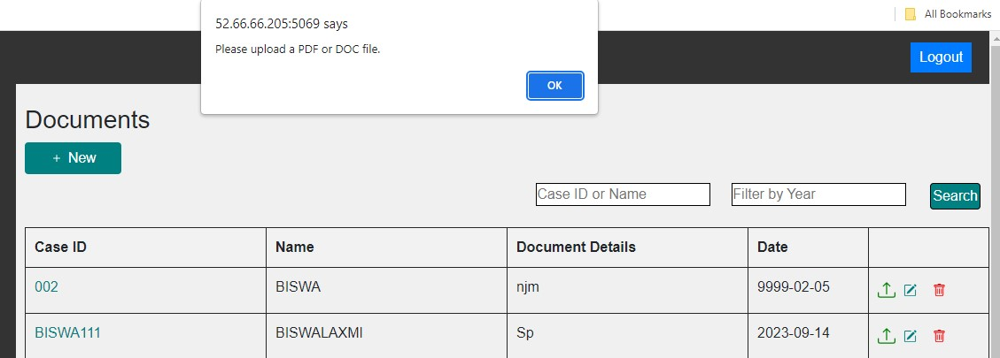 52.66.66.205:5069 says
All Bookmarks
Please upload a PDF or DOC file.
Logout
OK
Documents
+ New
Case ID or Name
Filter by Year
Search
Case ID Name Document Details Date
002 BISWA njm 9999-02-05
BISWA111 BISWALAXMI Sp 2023-09-14